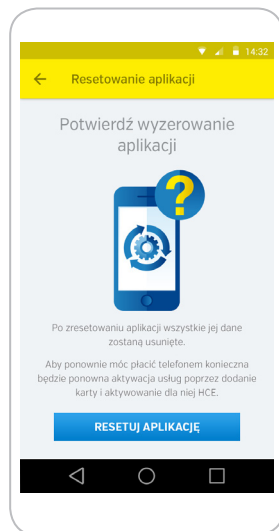 14:32
Resetowanie aplikacji
Potwierdź wyzerowanie
aplikacji
?
Po zresetowaniu aplikacji wszystkie jej dane
zostaną usunięte.
Aby ponownie móc płacić telefonem konieczna
będzie ponowna aktywacja usług poprzez dodanie
karty i aktywowanie dla niej HCE.
RESETUJ APLIKACJĘ